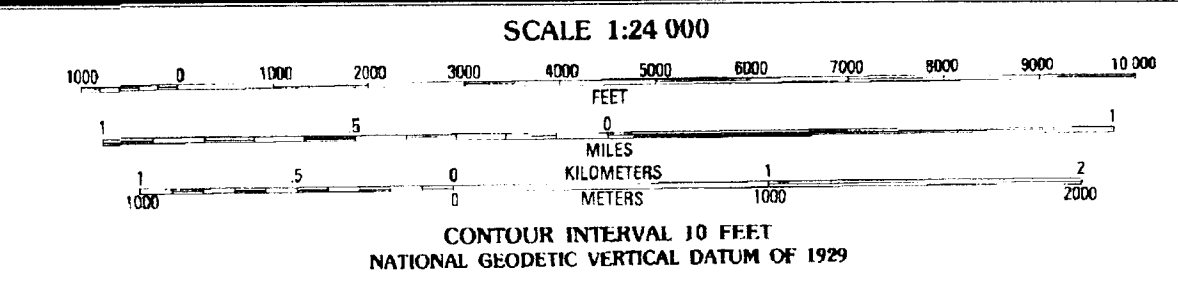 SCALE 1:24 000
1000 0 1000 2000 3000 4000 5000 6000 7000 8000 9000 10 000
FEET
1 .5 0 1
MILES
1 .5 0 KILOMETERS 1 2
1000 0 METERS 1000 2000
CONTOUR INTERVAL 10 FEET
NATIONAL GEODETIC VERTICAL DATUM OF 1929